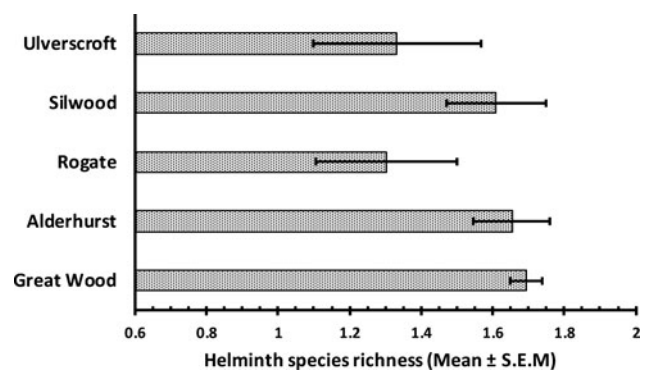 Ulverscroft
Silwood
Rogate
Alderhurst
Great Wood
0.6 0.8 1 1.2 1.4 1.6 1.8 2
Helminth species richness (Mean ± S.E.M)